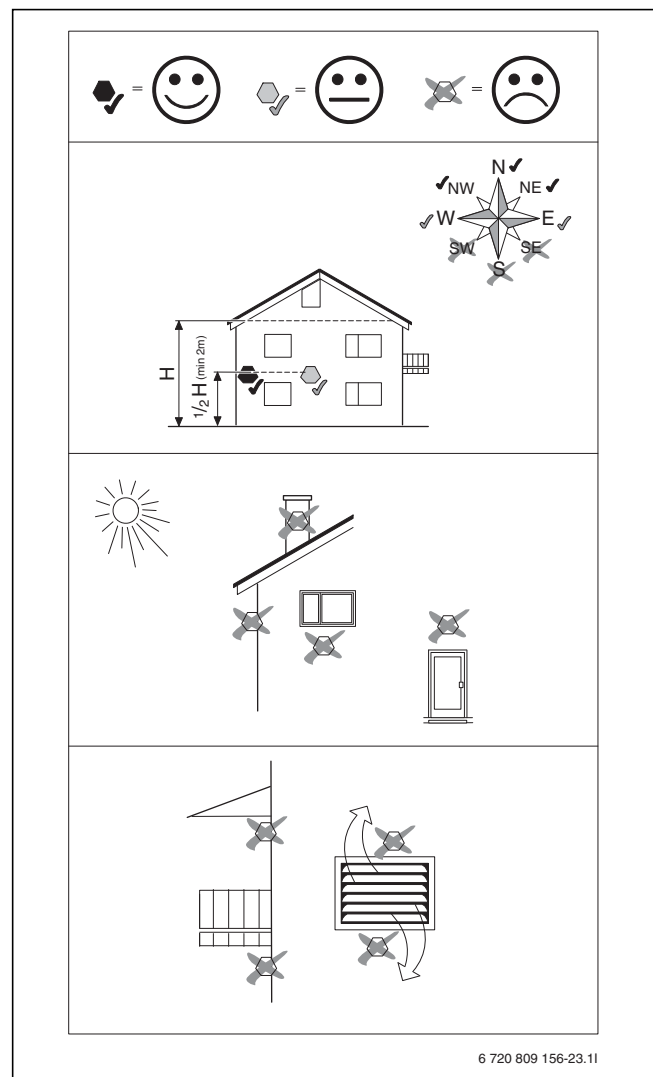 = = =
N
NW NE
W E
SW SE
S
H
1/2 H (min 2m)
6 720 809 156-23.1I